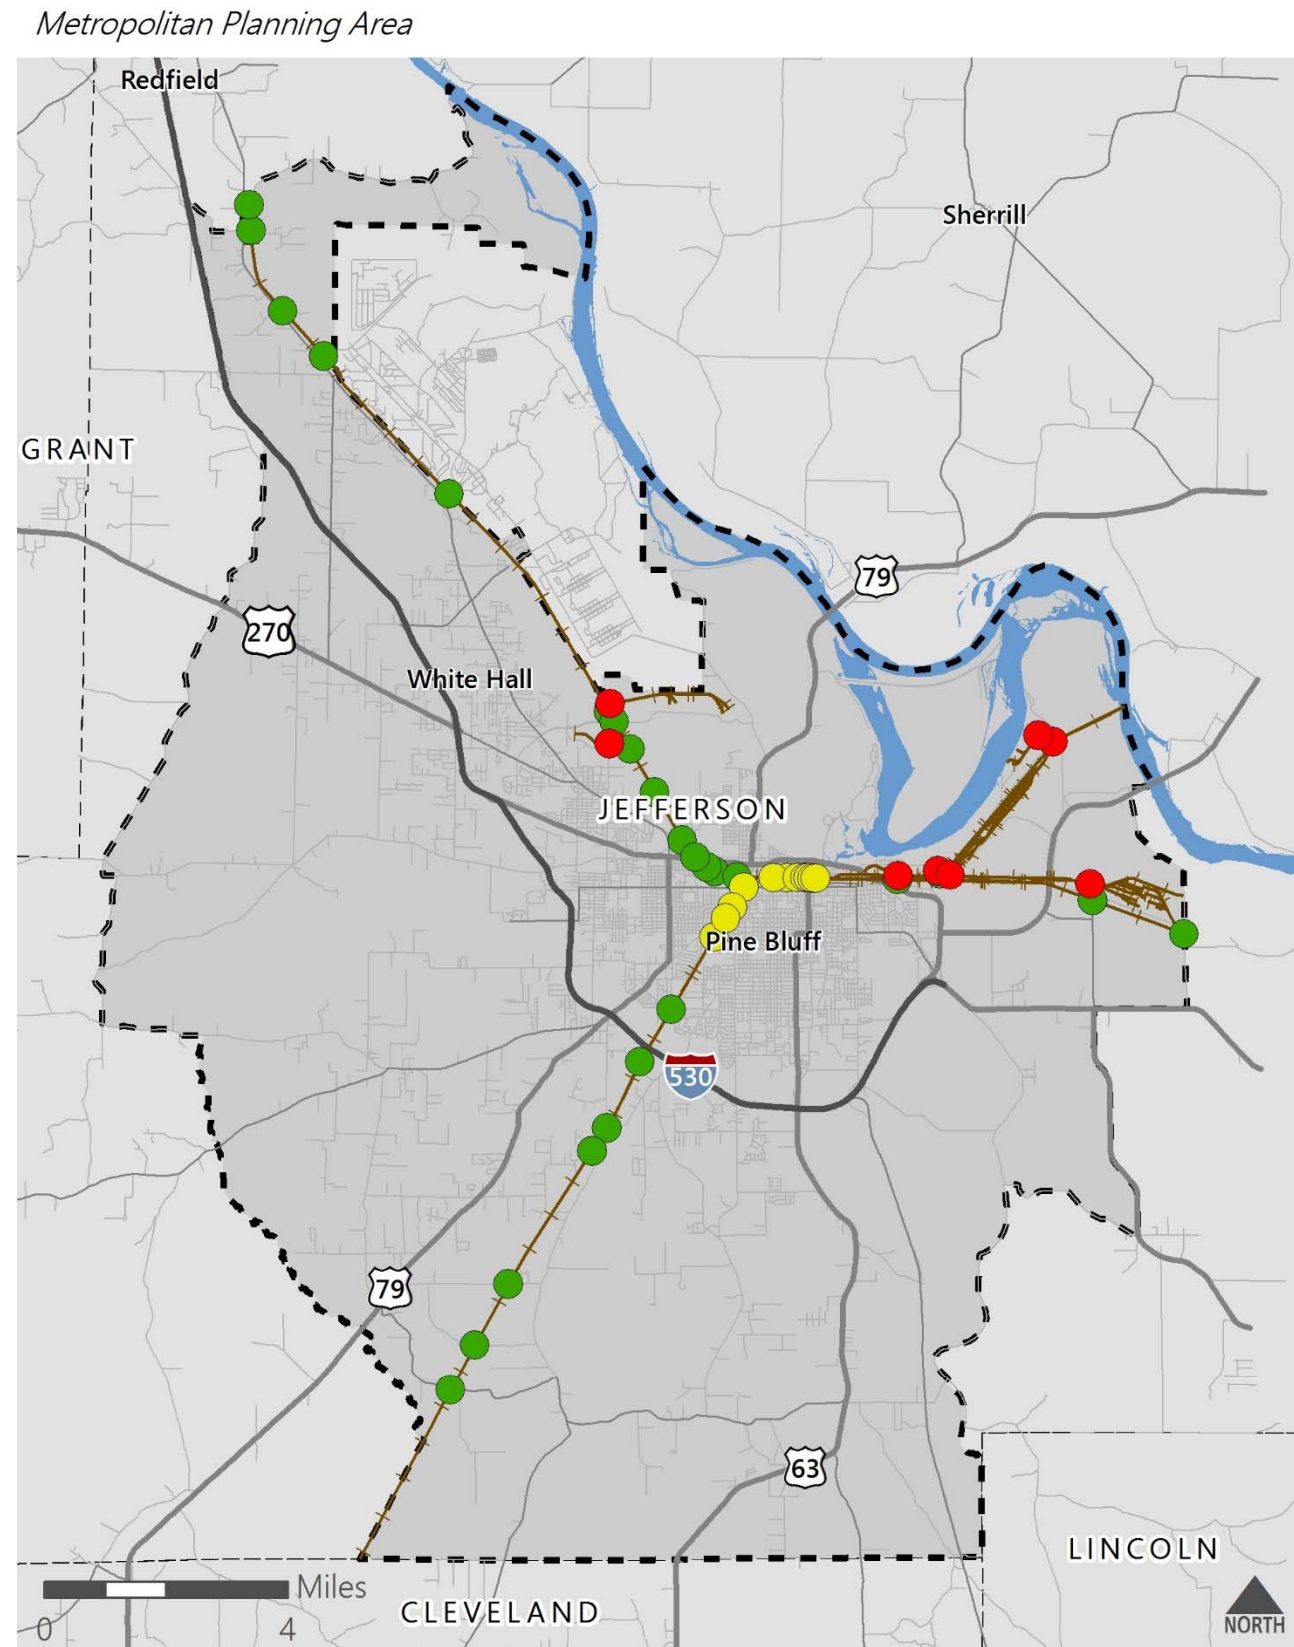 Metropolitan Planning Area
Redfield
Sherrill
GRANT
79
270
White Hall
JEFFERSON
Pine Bluff
530
79
63
LINCOLN
Miles
0 4
CLEVELAND
NORTH